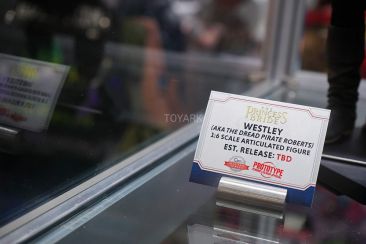 TOYARK
The
PRINCESS
BRIDE
WESTLEY
(AKA THE DREAD PIRATE ROBERTS)
1:6 SCALE ARTICULATED FIGURE
EST. RELEASE: TBD
PROTOTYPE